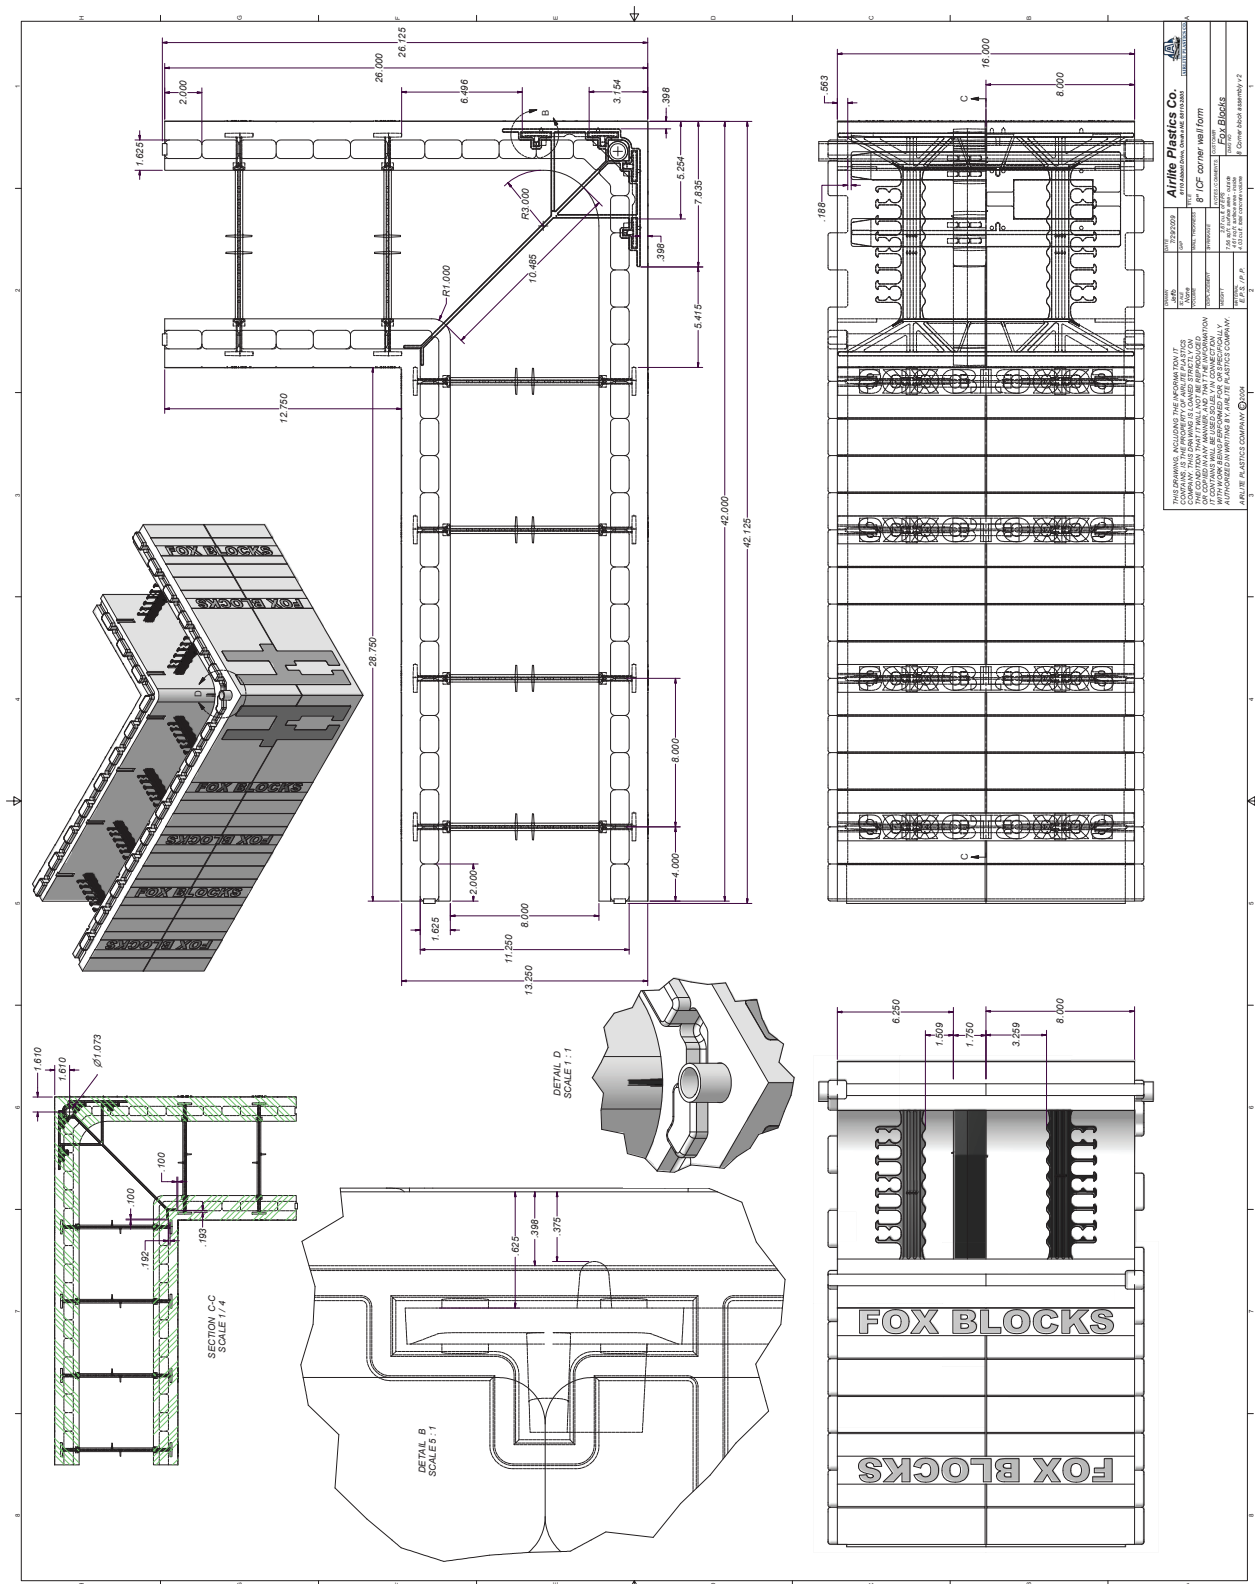 26.125
26.000
2.000
6.496
3.154
.398
1.625
B
5.254
7.835
R3.000
.398
10.485
R1.000
5.415
12.750
28.750
42.000
42.125
8.000
4.000
2.000
1.625
8.000
11.250
13.250
FOX BLOCKS
FOX BLOCKS
FOX BLOCKS
FOX BLOCKS
FOX BLOCKS
FOX BLOCKS
D
16.000
8.000
.563
.188
C
C
1.610
1.610
Ø1.073
.100
.100
.192
.193
SECTION C-C
SCALE 1 / 4
DETAIL D
SCALE 1 : 1
DETAIL B
SCALE 5 : 1
.625
.398
.375
6.250
1.509
1.750
3.259
8.000
FOX BLOCKS
FOX BLOCKS
Airlite Plastics Co.
8" ICF corner wall form
Fox Blocks
7/29/2009
None
E.P.S. / P.P.
THIS DRAWING, INCLUDING THE INFORMATION IT
CONTAINS, IS THE PROPERTY OF AIRLITE PLASTICS
COMPANY. THIS DRAWING IS LOANED STRICTLY ON
THE CONDITION THAT IT WILL NOT BE REPRODUCED
OR COPIED IN ANY MANNER, AND THAT THE INFORMATION
IT CONTAINS WILL BE USED SOLELY IN CONNECTION
WITH WORK BEING PERFORMED FOR, OR SPECIFICALLY
AUTHORIZED IN WRITING BY, AIRLITE PLASTICS COMPANY.
AIRLITE PLASTICS COMPANY © 2004